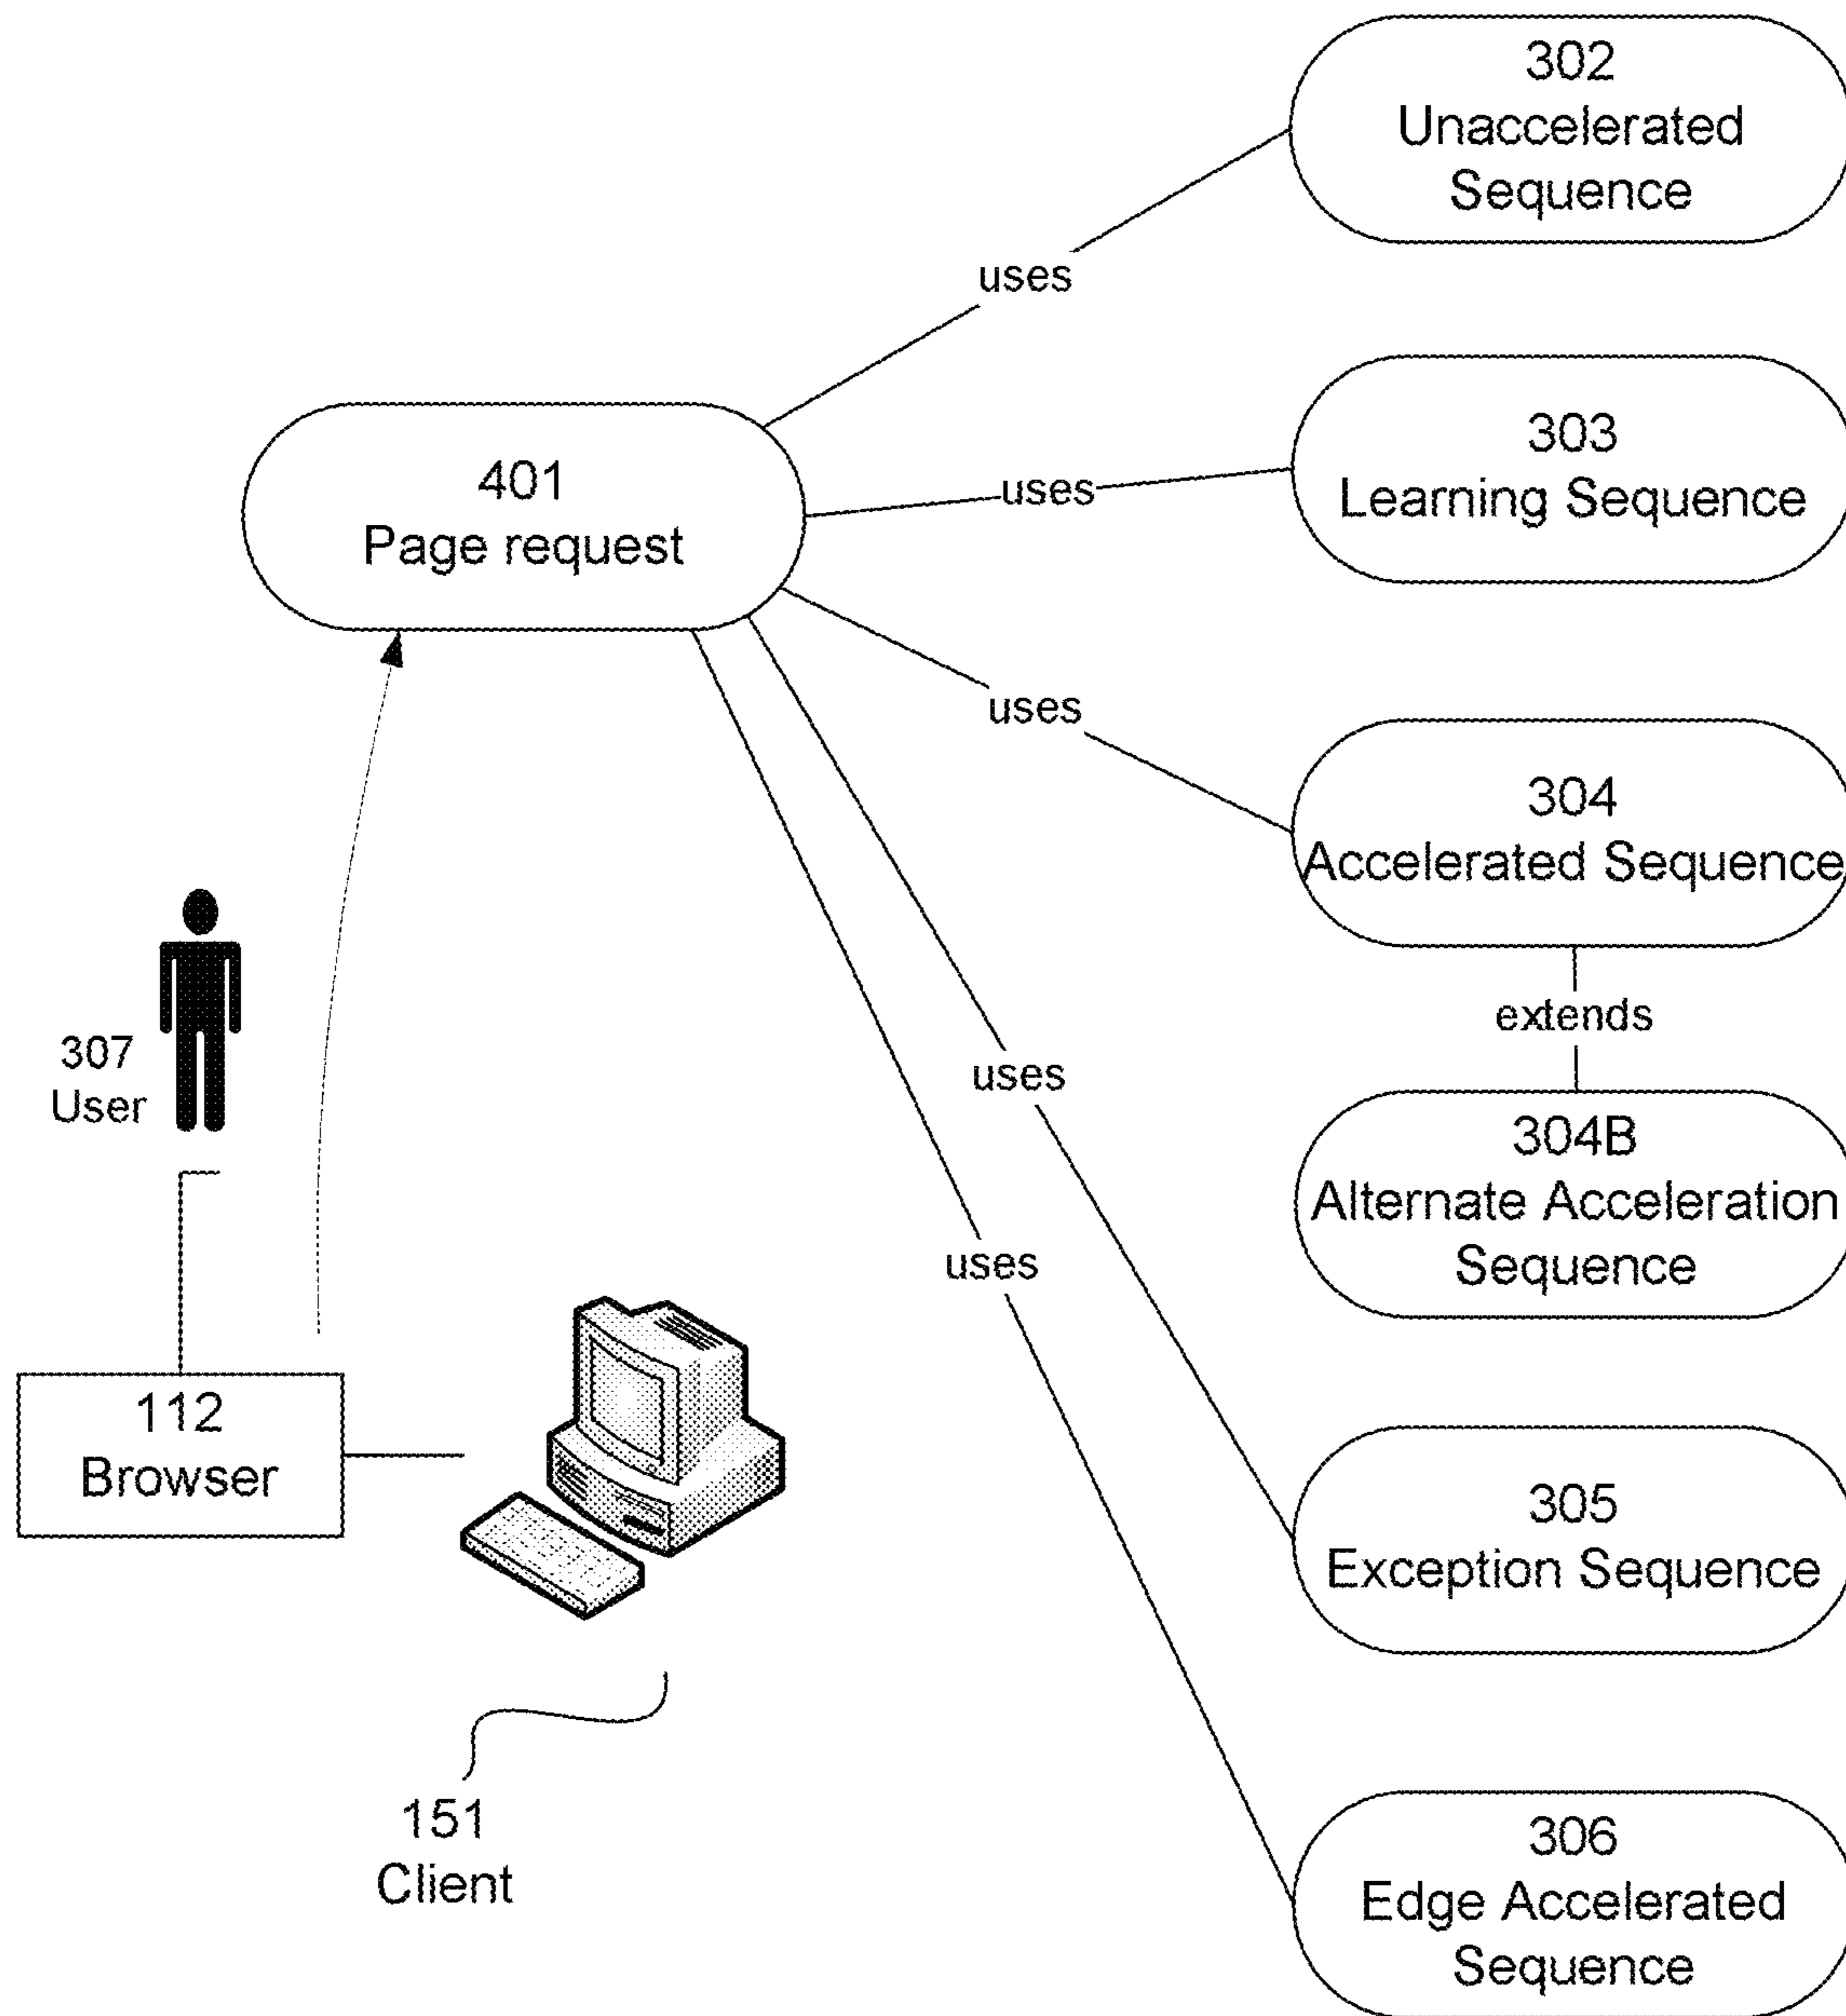 302
Unaccelerated
Sequence
uses
303
Learning Sequence
uses
401
Page request
uses
304
Accelerated Sequence
extends
307
User
uses
304B
Alternate Acceleration
Sequence
uses
112
Browser
305
Exception Sequence
151
Client
306
Edge Accelerated
Sequence